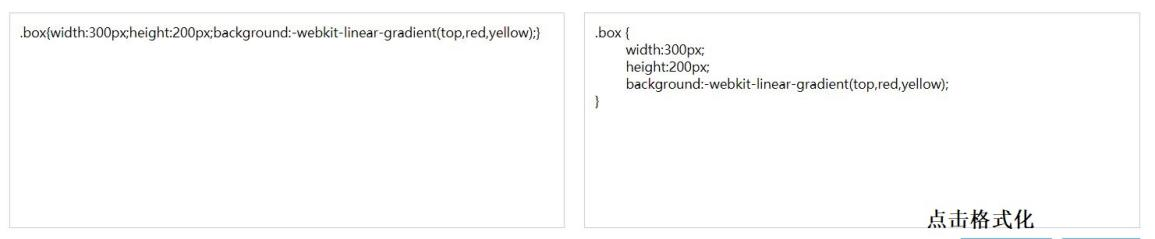 .box{width:300px;height:200px;background:-webkit-linear-gradient(top,red,yellow);}
.box {
width:300px;
height:200px;
background:-webkit-linear-gradient(top,red,yellow);
}
点击格式化